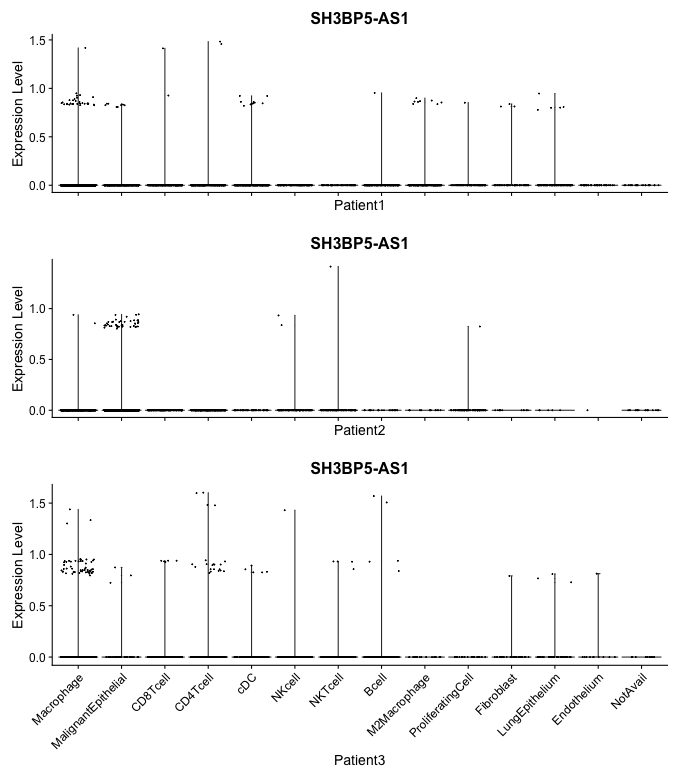 SH3BP5-AS1
1.5
1.0
0.5
0.0
Expression Level
Patient1
SH3BP5-AS1
1.0
0.5
0.0
Expression Level
Patient2
SH3BP5-AS1
1.5
1.0
0.5
0.0
Expression Level
Macrophage
MalignantEpithelial
CD8Tcell
CD4Tcell
cDC
NKcell
NKTcell
Bcell
M2Macrophage
ProliferatingCell
Fibroblast
LungEpithelium
Endothelium
NotAvail
Patient3